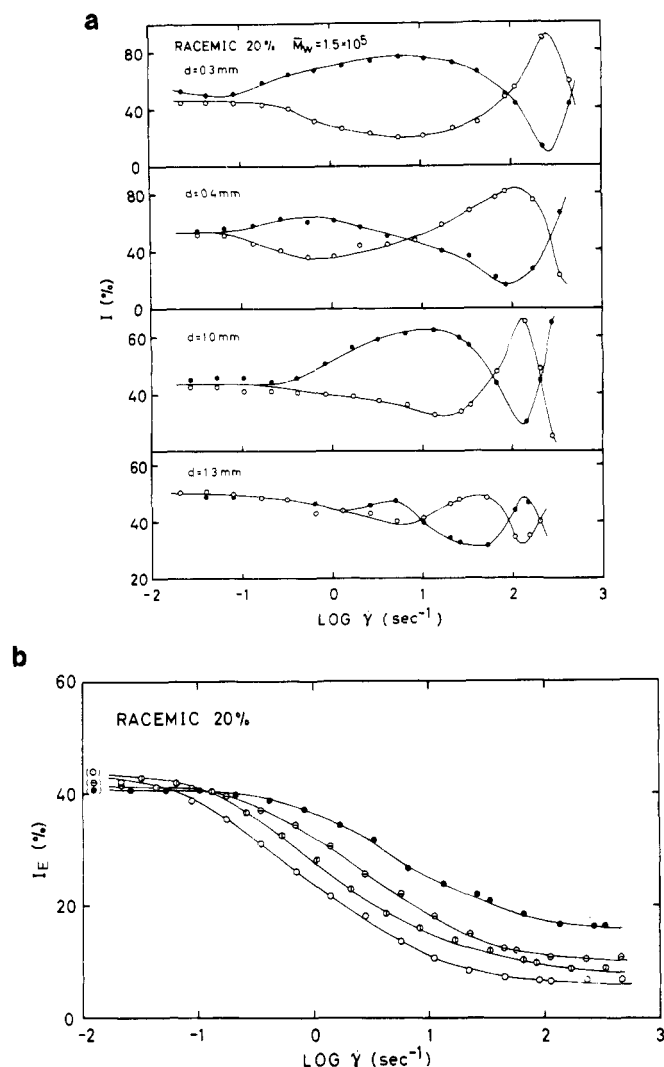 a
RACEMIC 20% M̄w=1.5×10⁵
d=0.3mm
80
40
0
d=0.4mm
80
40
0
I (%)
d=1.0mm
60
40
d=1.3mm
60
40
20
-2 -1 0 1 2 3
LOG γ̇ (sec⁻¹)
b
60
RACEMIC 20%
40
I_E (%)
20
0
-2 -1 0 1 2 3
LOG γ̇ (sec⁻¹)